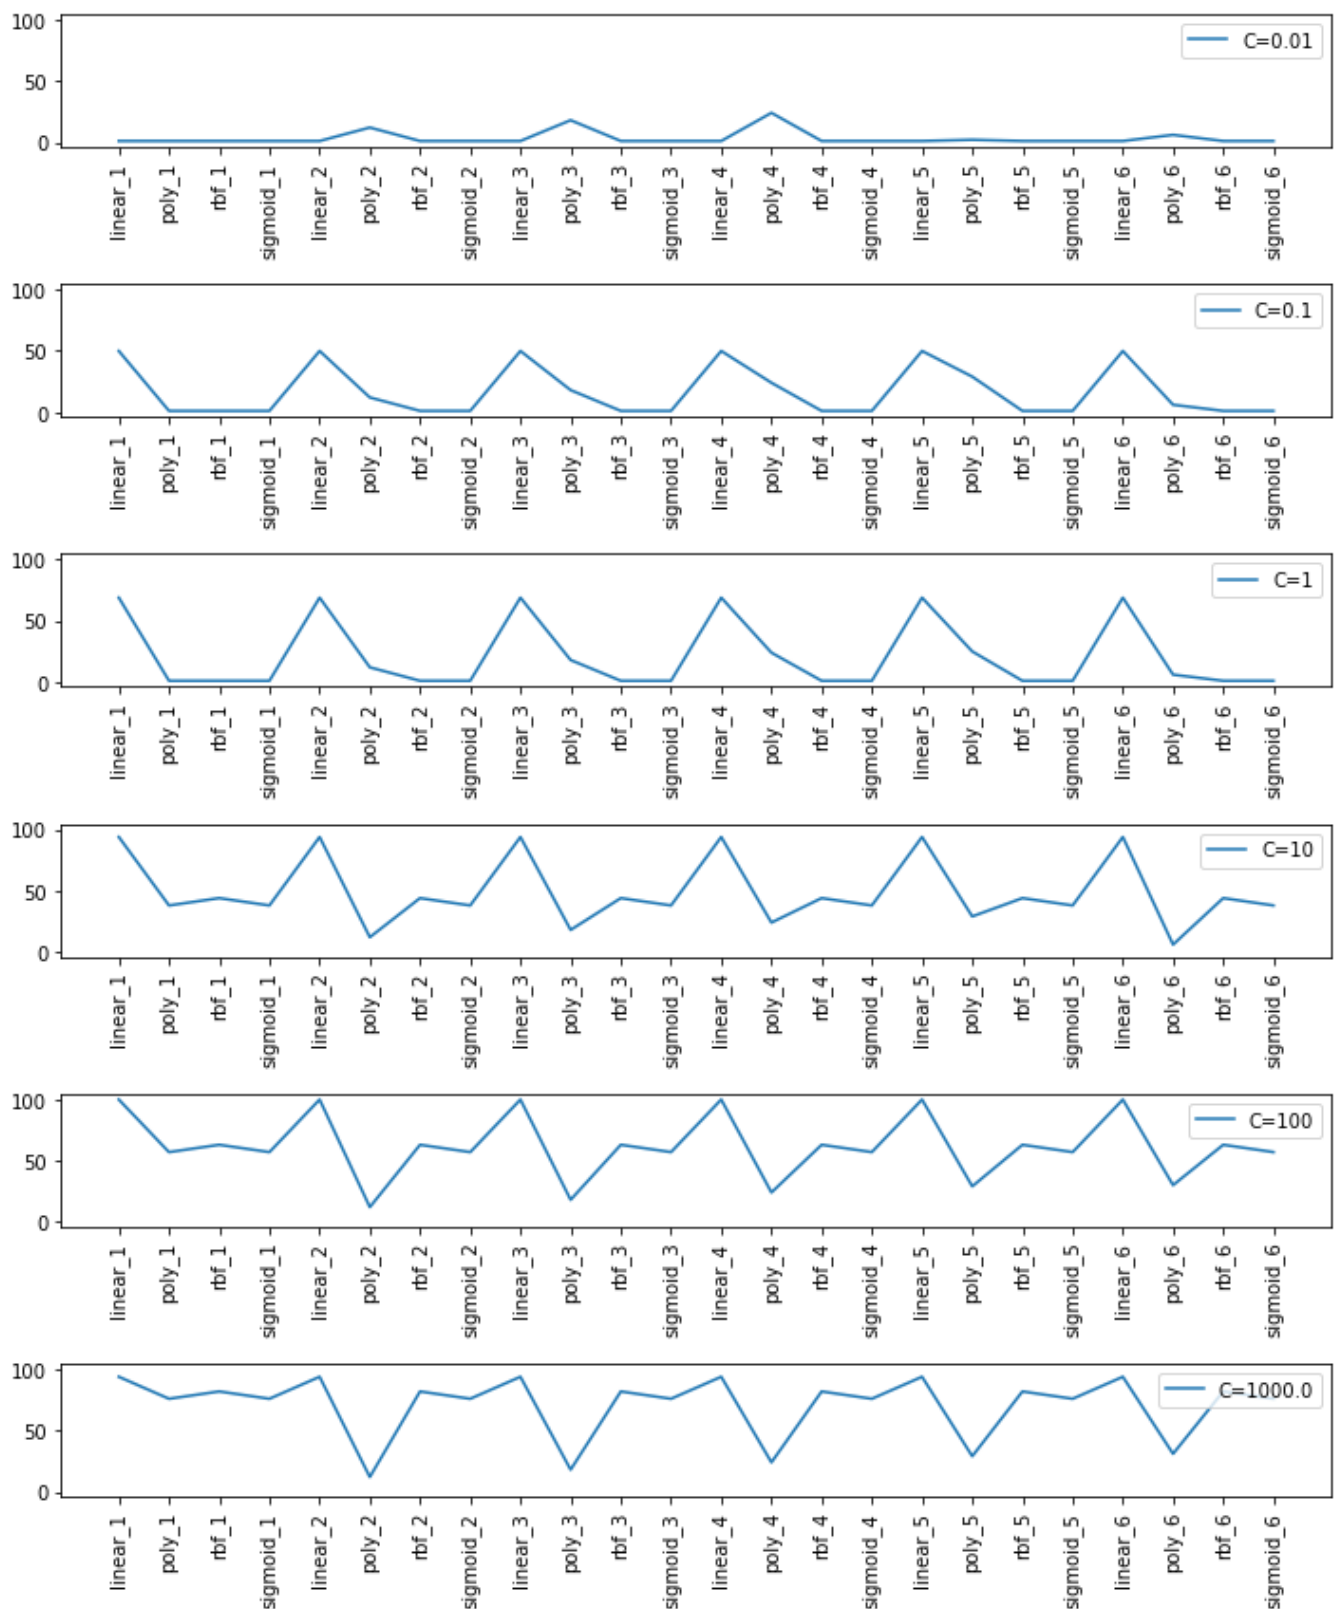 100
C=0.01
50
0
linear_1 poly_1 rbf_1 sigmoid_1 linear_2 poly_2 rbf_2 sigmoid_2 linear_3 poly_3 rbf_3 sigmoid_3 linear_4 poly_4 rbf_4 sigmoid_4 linear_5 poly_5 rbf_5 sigmoid_5 linear_6 poly_6 rbf_6 sigmoid_6
100
C=0.1
50
0
linear_1 poly_1 rbf_1 sigmoid_1 linear_2 poly_2 rbf_2 sigmoid_2 linear_3 poly_3 rbf_3 sigmoid_3 linear_4 poly_4 rbf_4 sigmoid_4 linear_5 poly_5 rbf_5 sigmoid_5 linear_6 poly_6 rbf_6 sigmoid_6
100
C=1
50
0
linear_1 poly_1 rbf_1 sigmoid_1 linear_2 poly_2 rbf_2 sigmoid_2 linear_3 poly_3 rbf_3 sigmoid_3 linear_4 poly_4 rbf_4 sigmoid_4 linear_5 poly_5 rbf_5 sigmoid_5 linear_6 poly_6 rbf_6 sigmoid_6
100
C=10
50
0
linear_1 poly_1 rbf_1 sigmoid_1 linear_2 poly_2 rbf_2 sigmoid_2 linear_3 poly_3 rbf_3 sigmoid_3 linear_4 poly_4 rbf_4 sigmoid_4 linear_5 poly_5 rbf_5 sigmoid_5 linear_6 poly_6 rbf_6 sigmoid_6
100
C=100
50
0
linear_1 poly_1 rbf_1 sigmoid_1 linear_2 poly_2 rbf_2 sigmoid_2 linear_3 poly_3 rbf_3 sigmoid_3 linear_4 poly_4 rbf_4 sigmoid_4 linear_5 poly_5 rbf_5 sigmoid_5 linear_6 poly_6 rbf_6 sigmoid_6
100
C=1000.0
50
0
linear_1 poly_1 rbf_1 sigmoid_1 linear_2 poly_2 rbf_2 sigmoid_2 linear_3 poly_3 rbf_3 sigmoid_3 linear_4 poly_4 rbf_4 sigmoid_4 linear_5 poly_5 rbf_5 sigmoid_5 linear_6 poly_6 rbf_6 sigmoid_6